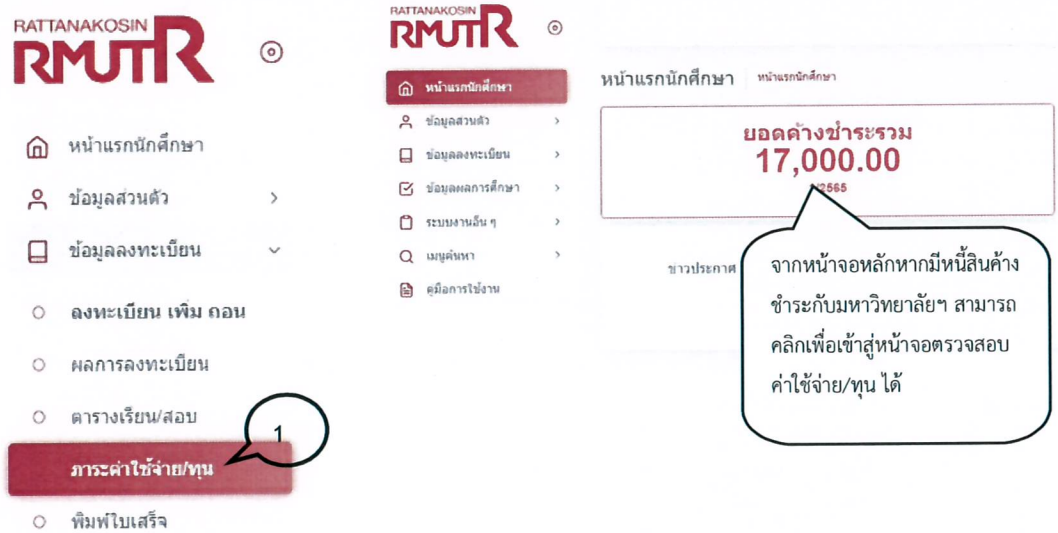 RATTANAKOSIN
RMUTR
หน้าแรกนักศึกษา
ข้อมูลส่วนตัว
ข้อมูลลงทะเบียน
ลงทะเบียน เพิ่ม ถอน
ผลการลงทะเบียน
ตารางเรียน/สอบ
1
ภาระค่าใช้จ่าย/ทุน
พิมพ์ใบเสร็จ
RATTANAKOSIN
RMUTR
หน้าแรกนักศึกษา
ข้อมูลส่วนตัว
ข้อมูลลงทะเบียน
ข้อมูลผลการศึกษา
ระบบงานอื่น ๆ
เมนูค้นหา
คู่มือการใช้งาน
หน้าแรกนักศึกษา หน้าแรกนักศึกษา
ยอดค้างชำระรวม
17,000.00
/2565
ข่าวประกาศ
จากหน้าจอหลักหากมีหนี้สินค้าง
ชำระกับมหาวิทยาลัยฯ สามารถ
คลิกเพื่อเข้าสู่หน้าจอตรวจสอบ
ค่าใช้จ่าย/ทุน ได้